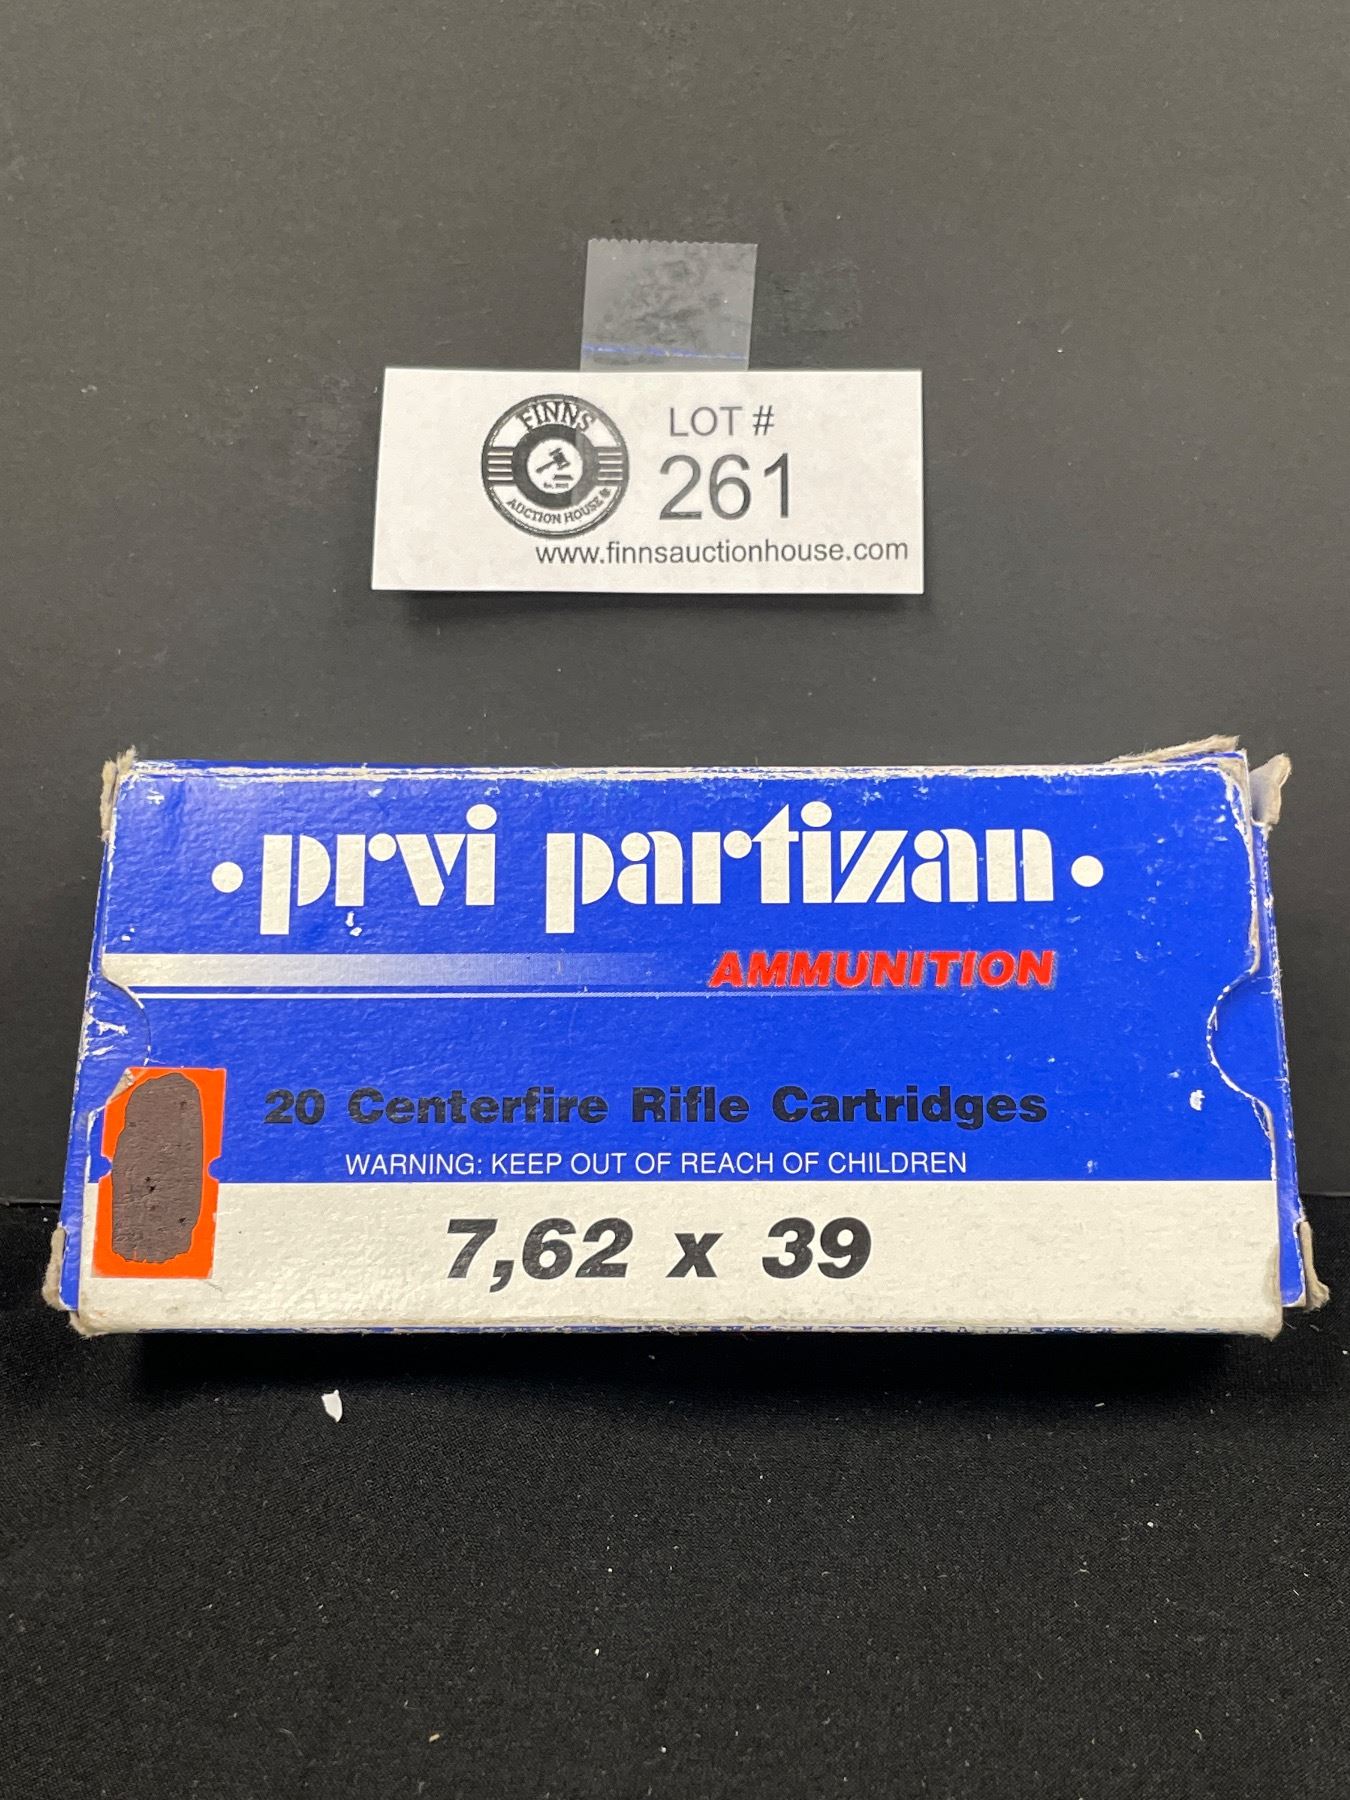 FINNS
AUCTION HOUSE
LOT #
261
www.finnsauctionhouse.com
• prvi partizan •
AMMUNITION
20 Centerfire Rifle Cartridges
WARNING: KEEP OUT OF REACH OF CHILDREN
7,62 x 39